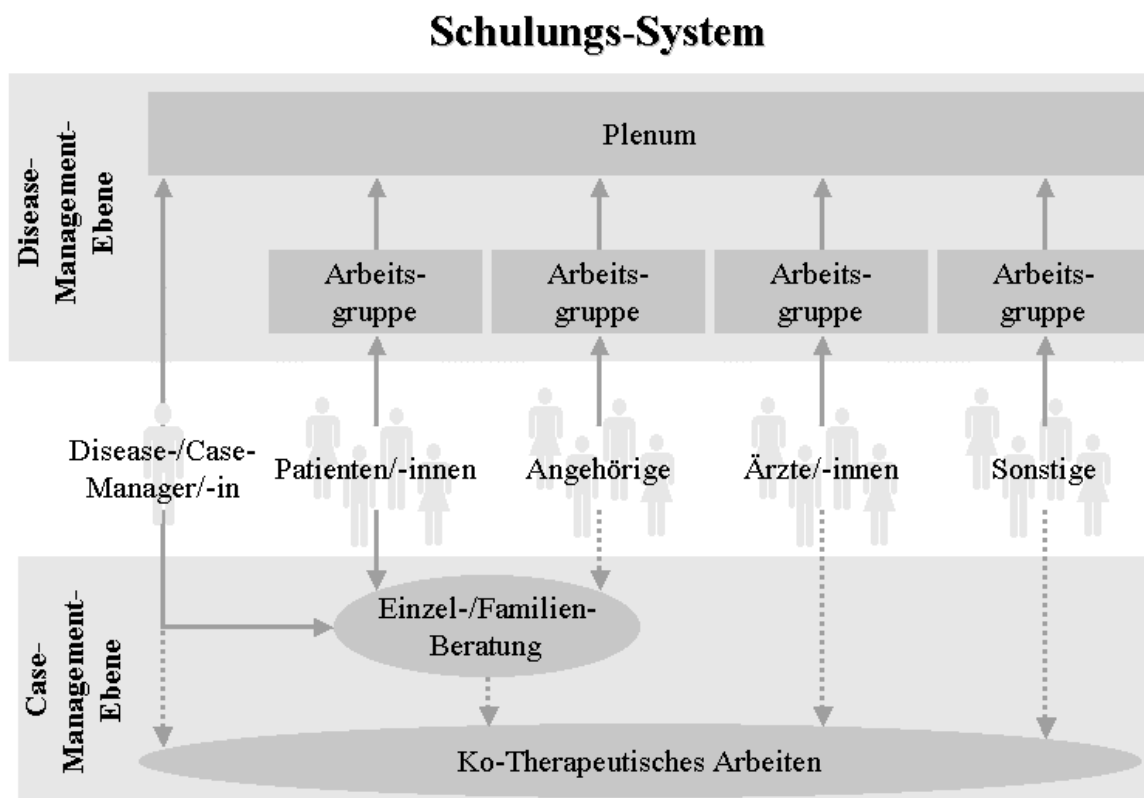 Schulungs-System
Disease-
Management-
Ebene
Plenum
Arbeits-
gruppe
Arbeits-
gruppe
Arbeits-
gruppe
Arbeits-
gruppe
Disease-/Case-
Manager/-in
Patienten/-innen
Angehörige
Ärzte/-innen
Sonstige
Case-
Management-
Ebene
Einzel-/Familien-
Beratung
Ko-Therapeutisches Arbeiten